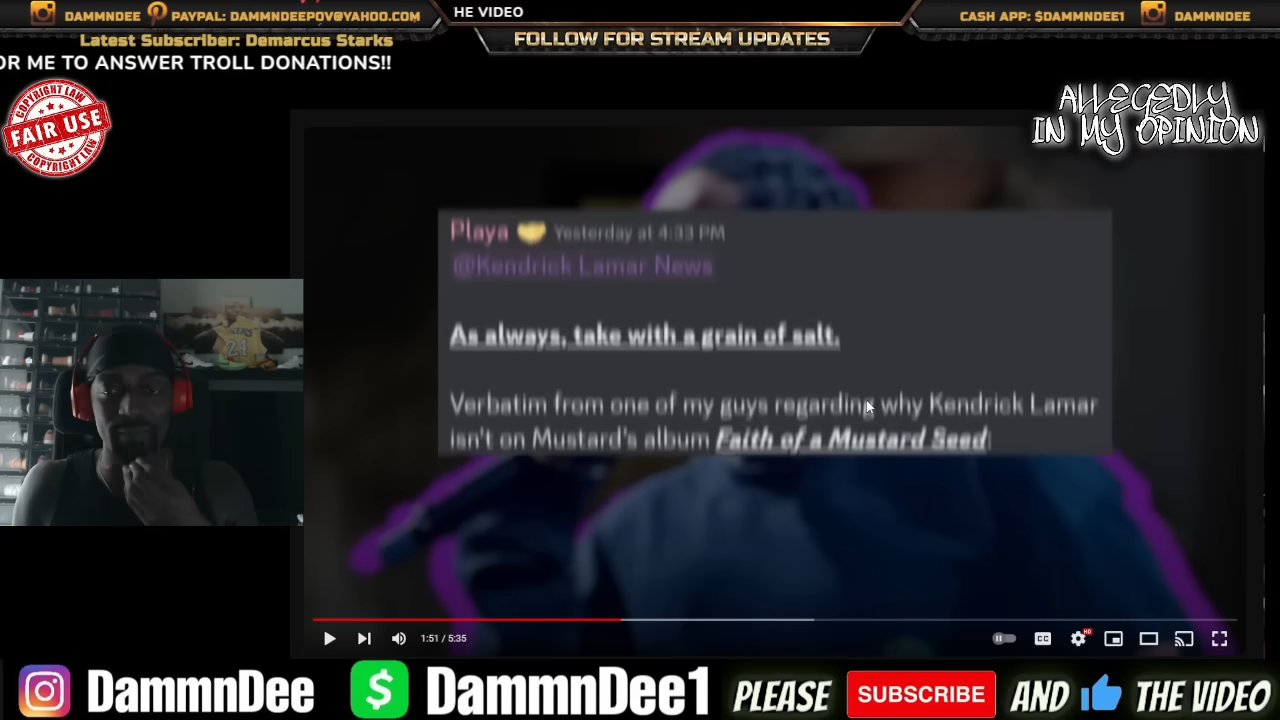 DAMMNDEE PAYPAL: DAMMNDEEPOV@YAHOO.COM
HE VIDEO
CASH APP: $DAMMNDEE1 DAMMNDEE
Latest Subscriber: Demarcus Starks
FOLLOW FOR STREAM UPDATES
OR ME TO ANSWER TROLL DONATIONS!!
COPYRIGHT LAW
FAIR USE
COPYRIGHT LAW
ALLEGEDLY
IN MY OPINION
Playa Yesterday at 4:33 PM
@Kendrick Lamar News
As always, take with a grain of salt.
Verbatim from one of my guys regarding why Kendrick Lamar
isn't on Mustard's album Faith of a Mustard Seed:
24
1:51 / 5:35
CC
HD
DammnDee
$
DammnDee1
PLEASE
SUBSCRIBE
AND
THE VIDEO